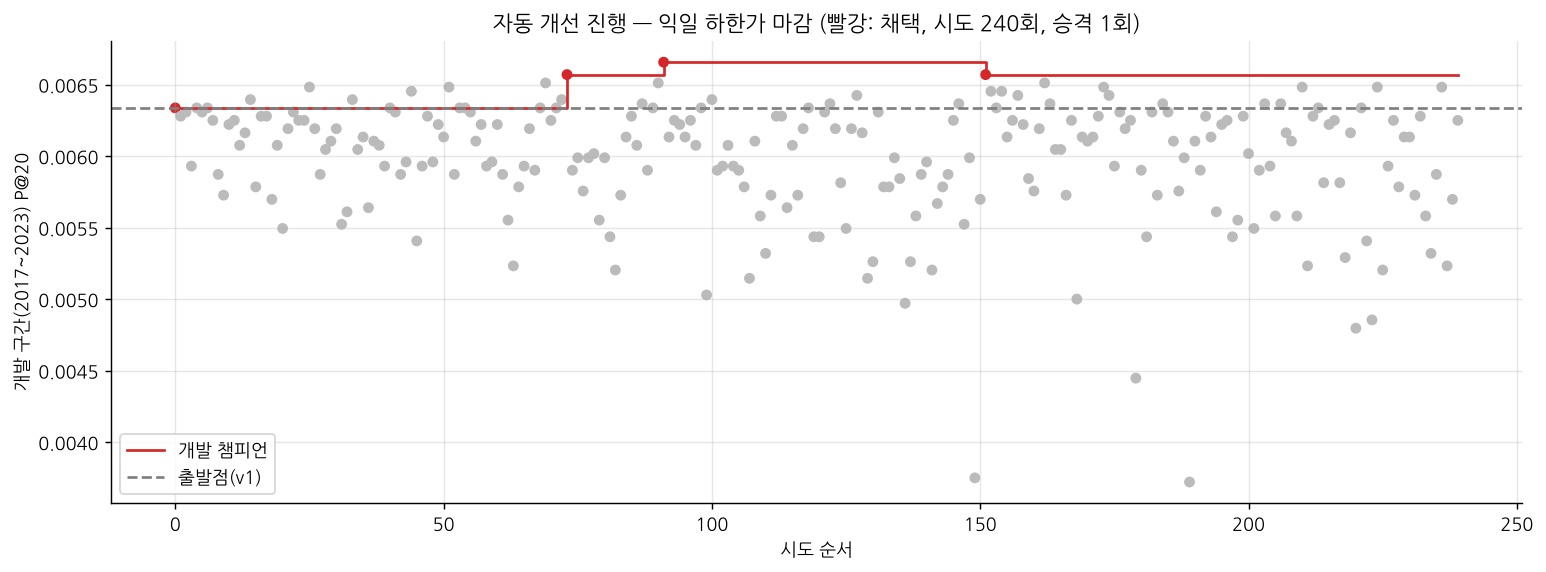 자동 개선 진행 — 익일 하한가 마감 (빨강: 채택, 시도 240회, 승격 1회)
개발 구간(2017~2023) P@20
0.0065
0.0060
0.0055
0.0050
0.0045
0.0040
개발 챔피언
출발점(v1)
0
50
100
150
200
250
시도 순서